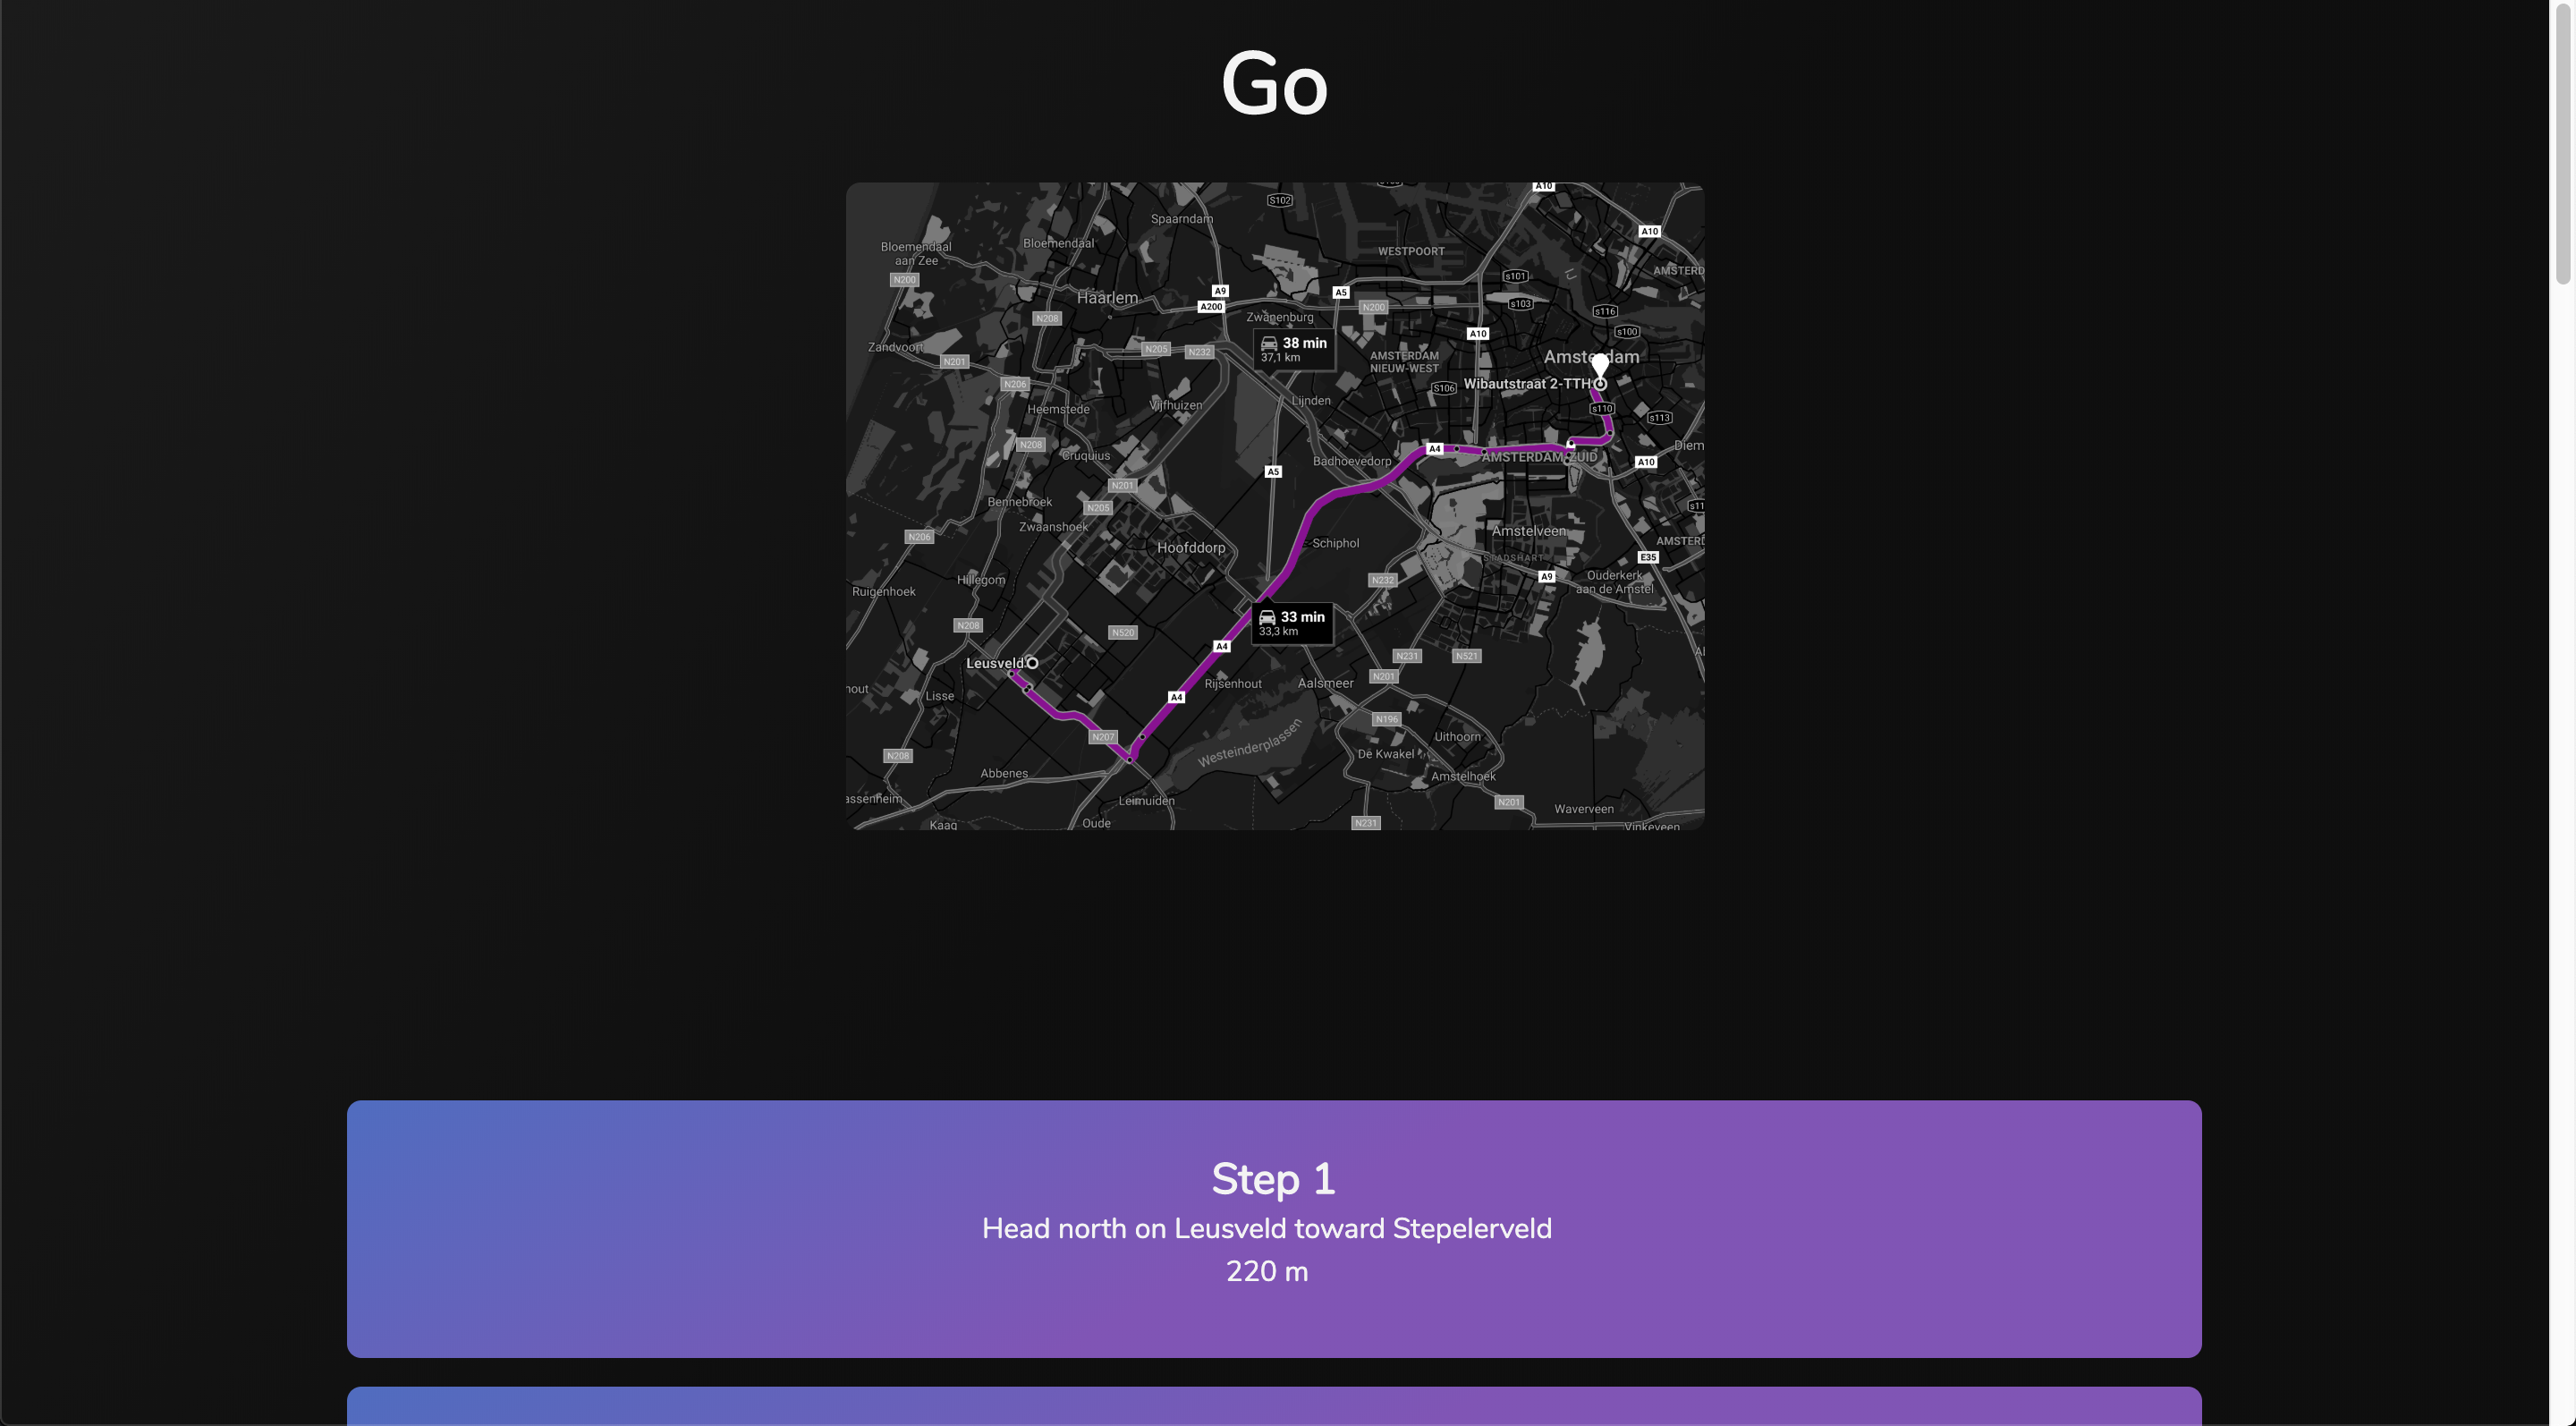 Go
A10
S102
Spaarndam
A10
Bloemendaal
aan Zee
Bloemendaal
WESTPOORT
N200
s101
AMSTERD
Haarlem
A9
A5
A200
N200
s103
s116
N208
Zwanenburg
s100
A10
Zandvoort
N205
N232
38 min
37,1 km
AMSTERDAM
NIEUW-WEST
Amsterdam
N201
N206
S106
Wibautstraat 2-TTH
Heemstede
Vijfhuizen
Lijnden
s110
s113
N208
Cruquius
A4
Diem
Badhoevedorp
AMSTERDAM-ZUID
A10
A5
N201
Bennebroek
N205
s11
Zwaanshoek
N206
Amstelveen
AMSTERD
Hoofddorp
Schiphol
STADSHART
E35
Hillegom
N232
A9
Ouderkerk
aan de Amstel
Ruigenhoek
N208
N520
33 min
33,3 km
A4
N231
N521
Leusveld
N201
Rijsenhout
Aalsmeer
hout
Lisse
A4
N196
N207
Westeinderplassen
Uithoorn
N208
De Kwakel
Abbenes
Amstelhoek
assenheim
Leimuiden
N201
Waverveen
Kaag
Oude
N231
Vinkeveen
Step 1
Head north on Leusveld toward Stepelerveld
220 m